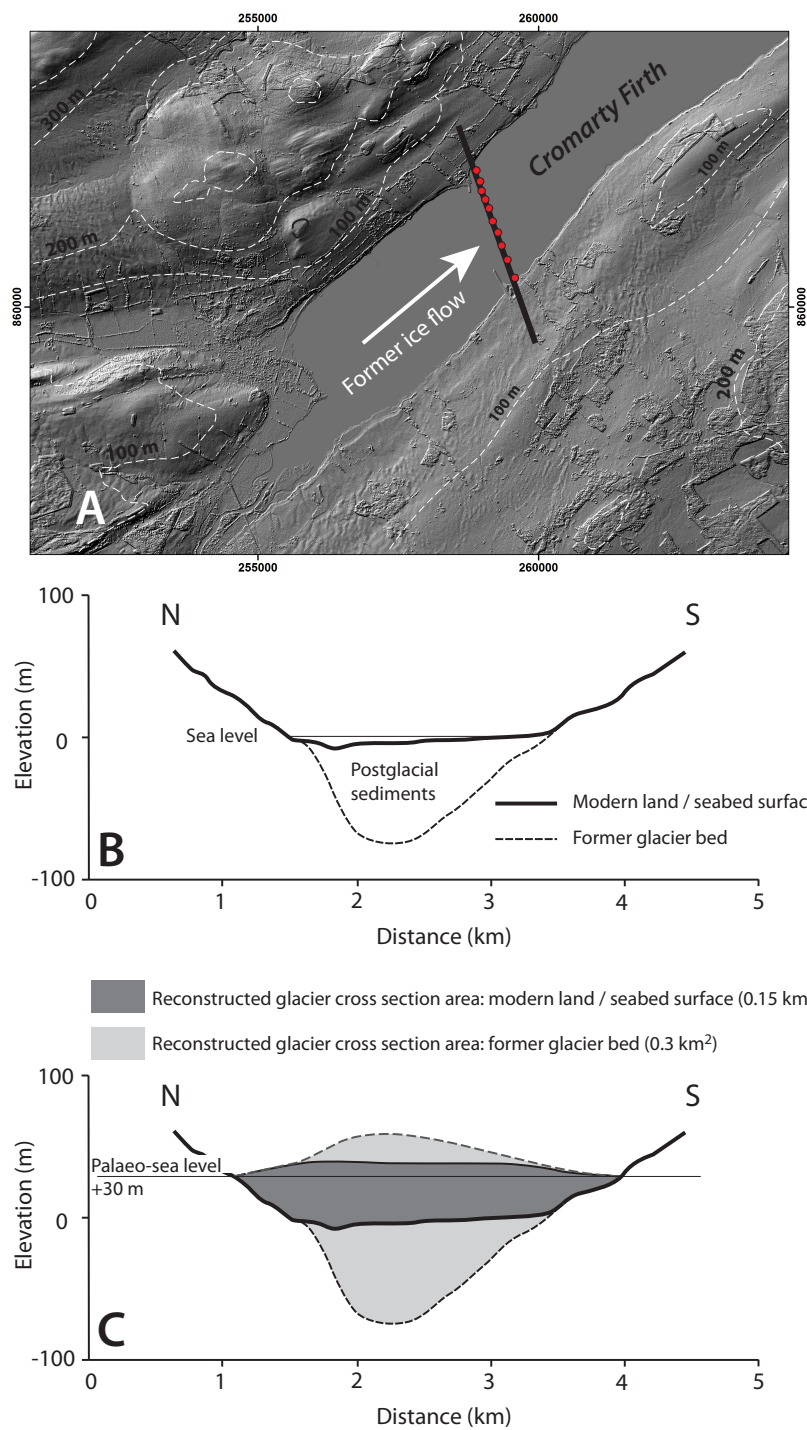 255000
260000
300 m
Cromarty Firth
100 m
100 m
200 m
860000
860000
Former ice flow
200 m
100 m
100 m
A
255000
260000
100
N
S
Elevation (m)
Sea level
0
Postglacial
sediments
Modern land / seabed surfac
Former glacier bed
B
-100
0
1
2
3
4
5
Distance (km)
Reconstructed glacier cross section area: modern land / seabed surface (0.15 km
Reconstructed glacier cross section area: former glacier bed (0.3 km²)
100
N
S
Elevation (m)
Palaeo-sea level
+30 m
0
C
-100
0
1
2
3
4
5
Distance (km)